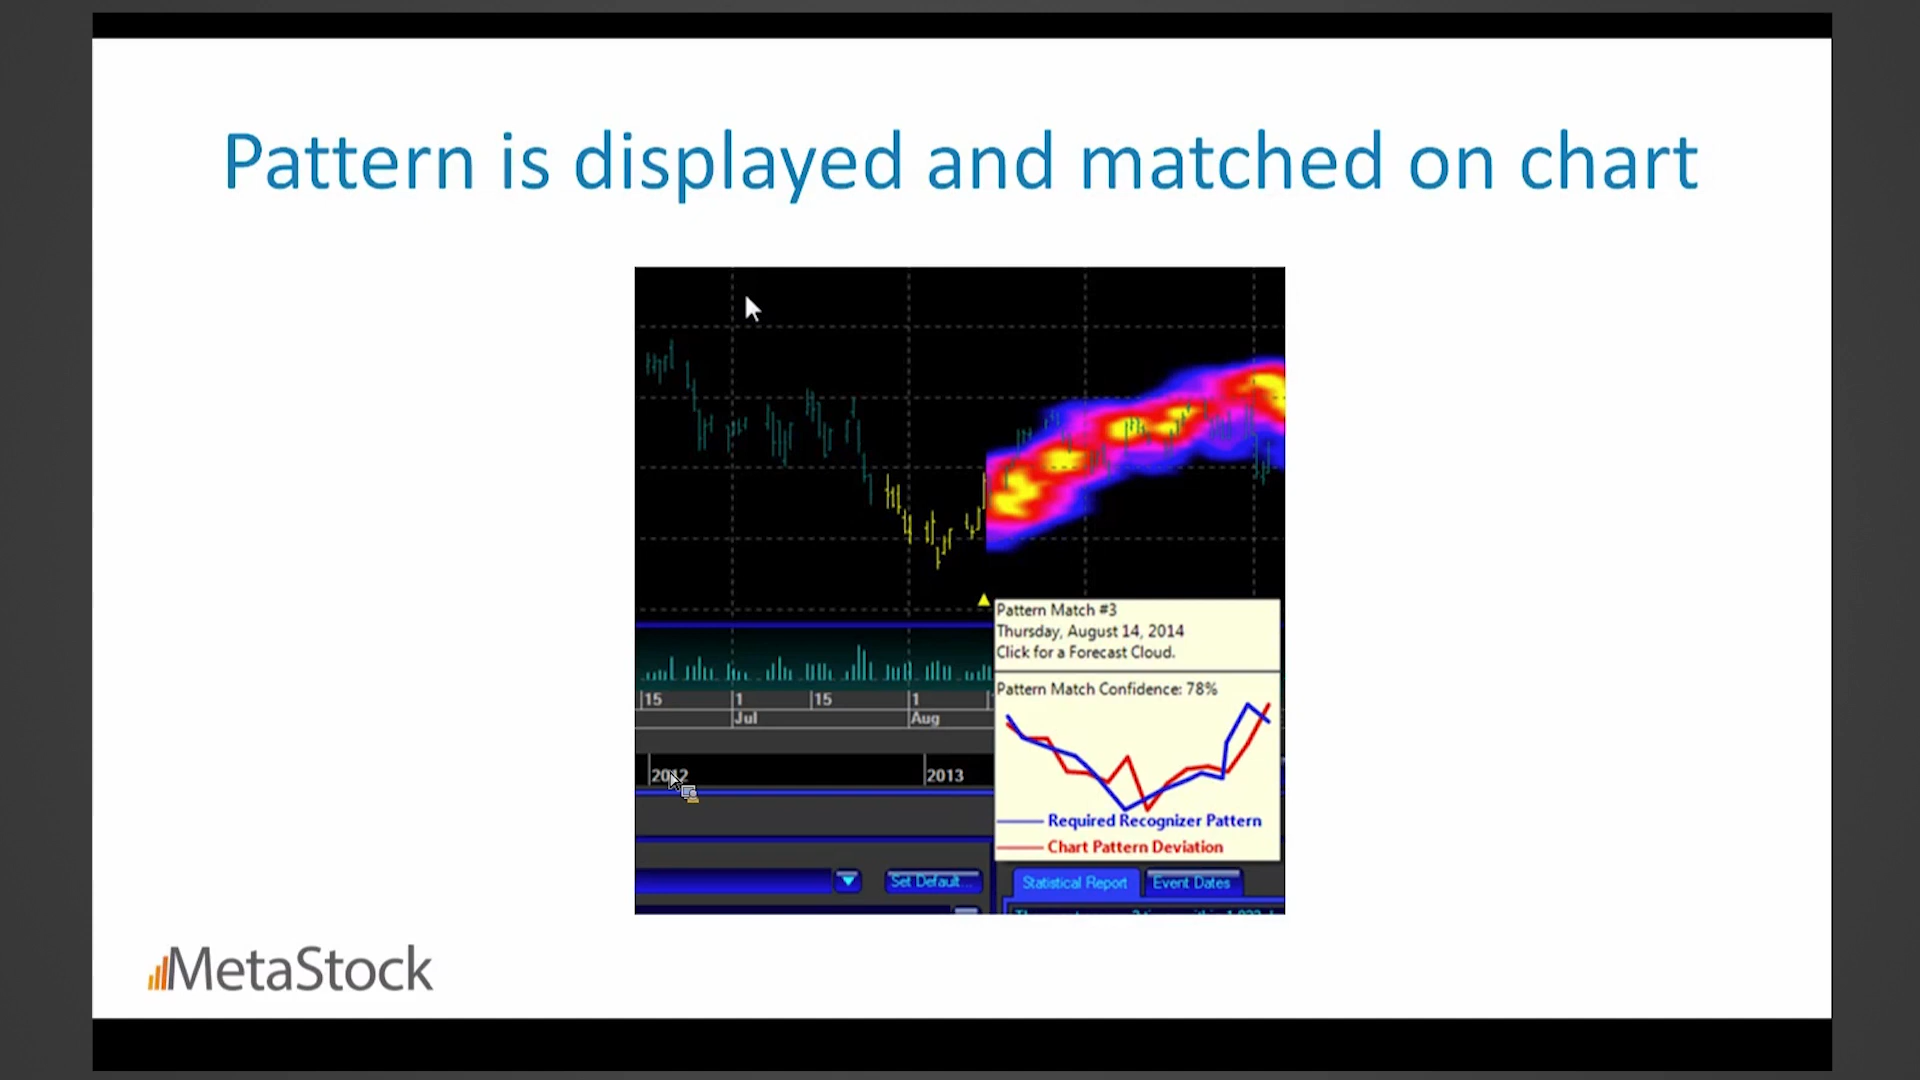 Pattern is displayed and matched on chart
Pattern Match #3
Thursday, August 14, 2014
Click for a Forecast Cloud.
Pattern Match Confidence: 78%
15 1 15 1
Jul Aug
2012 2013
Required Recognizer Pattern
Chart Pattern Deviation
Set Default... Statistical Report Event Dates
MetaStock